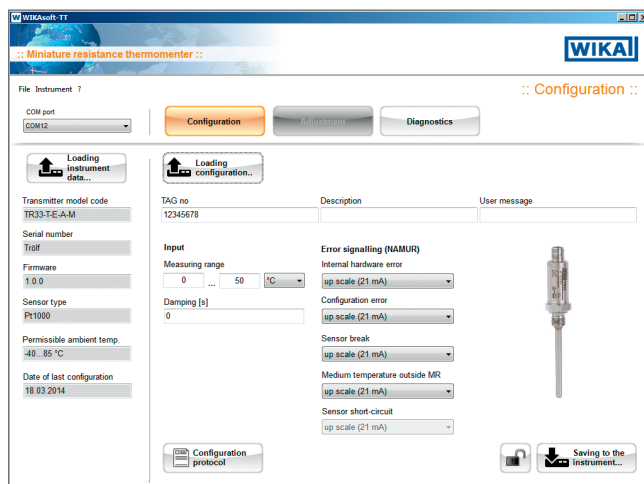 WIKAsoft-TT
:: Miniature resistance thermomenter ::
WIKA
File Instrument ?
:: Configuration ::
COM port
COM12
Configuration
Adjustment
Diagnostics
Loading
instrument
data...
Loading
configuration..
Transmitter model code
TR33-T-E-A-M
TAG no
12345678
Description
User message
Serial number
Trölf
Firmware
1.0.0
Sensor type
Pt1000
Permissible ambient temp.
-40...85 °C
Date of last configuration
18.03.2014
Input
Measuring range
0 ... 50 °C
Damping [s]
0
Error signalling (NAMUR)
Internal hardware error
up scale (21 mA)
Configuration error
up scale (21 mA)
Sensor break
up scale (21 mA)
Medium temperature outside MR
up scale (21 mA)
Sensor short-circuit
up scale (21 mA)
Configuration
protocol
Saving to the
instrument...